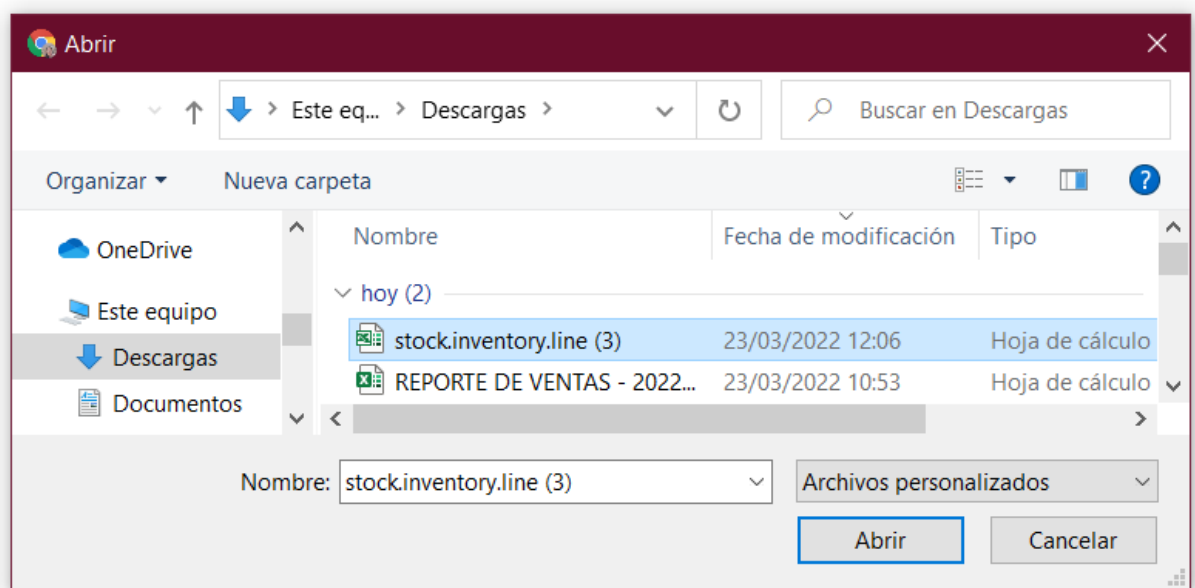 Abrir
Este eq... Descargas
Buscar en Descargas
Organizar
Nueva carpeta
?
OneDrive
Este equipo
Descargas
Documentos
Nombre Fecha de modificación Tipo
hoy (2)
stock.inventory.line (3) 23/03/2022 12:06 Hoja de cálculo
REPORTE DE VENTAS - 2022... 23/03/2022 10:53 Hoja de cálculo
Nombre: stock.inventory.line (3)
Archivos personalizados
Abrir
Cancelar